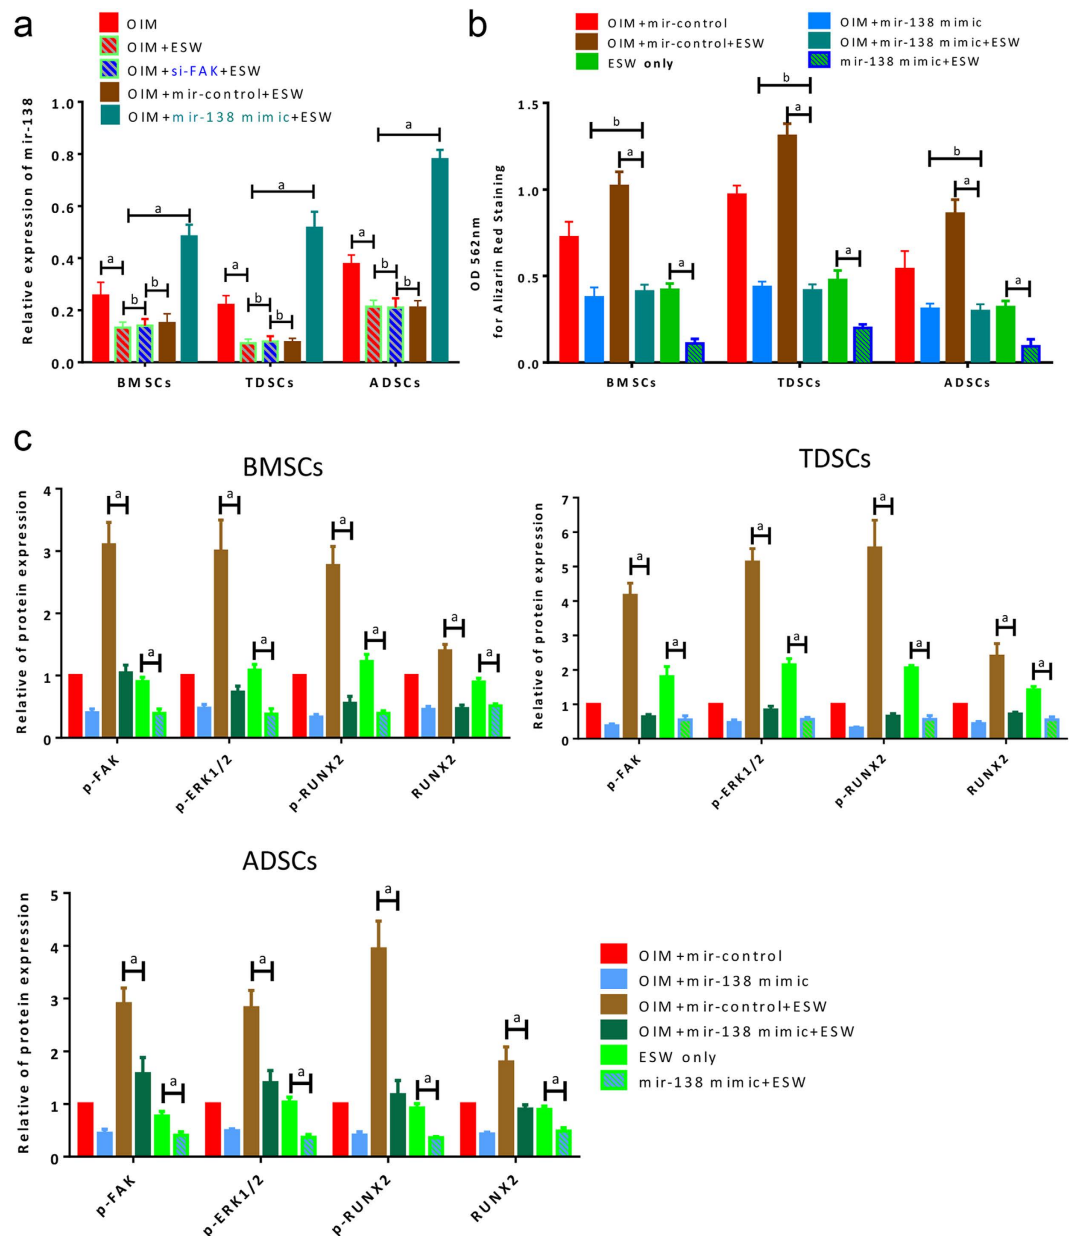 a
OIM
OIM+ESW
OIM+si-FAK+ESW
OIM+mir-control+ESW
OIM+mir-138 mimic+ESW
Relative expression of mir-138
1.0
0.8
0.6
0.4
0.2
0.0
a
a
a
a
b
b
a
b
b
a
b
b
BMSCs
TDSCs
ADSCs
b
OIM+mir-control
OIM+mir-control+ESW
ESW only
OIM+mir-138 mimic
OIM+mir-138 mimic+ESW
mir-138 mimic+ESW
OD 562nm
for Alizarin Red Staining
1.5
1.0
0.5
0.0
b
a
a
b
a
a
b
a
a
BMSCs
TDSCs
ADSCs
c
BMSCs
Relative of protein expression
4
3
2
1
0
a
a
a
a
a
a
a
a
p-FAK
p-ERK1/2
p-RUNX2
RUNX2
TDSCs
Relative of protein expression
7
6
5
4
3
2
1
0
a
a
a
a
a
a
a
a
p-FAK
p-ERK1/2
p-RUNX2
RUNX2
ADSCs
Relative of protein expression
5
4
3
2
1
0
a
a
a
a
a
a
a
a
p-FAK
p-ERK1/2
p-RUNX2
RUNX2
OIM+mir-control
OIM+mir-138 mimic
OIM+mir-control+ESW
OIM+mir-138 mimic+ESW
ESW only
mir-138 mimic+ESW